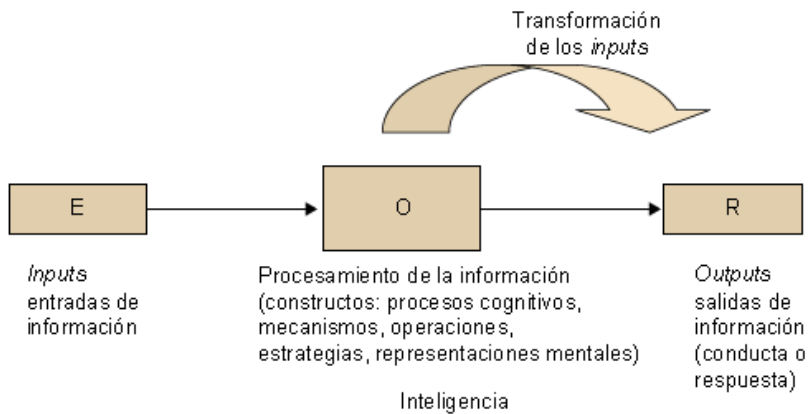 Transformación
de los inputs
E
O
R
Inputs
entradas de
información
Procesamiento de la información
(constructos: procesos cognitivos,
mecanismos, operaciones,
estrategias, representaciones mentales)
Inteligencia
Outputs
salidas de
información
(conducta o
respuesta)